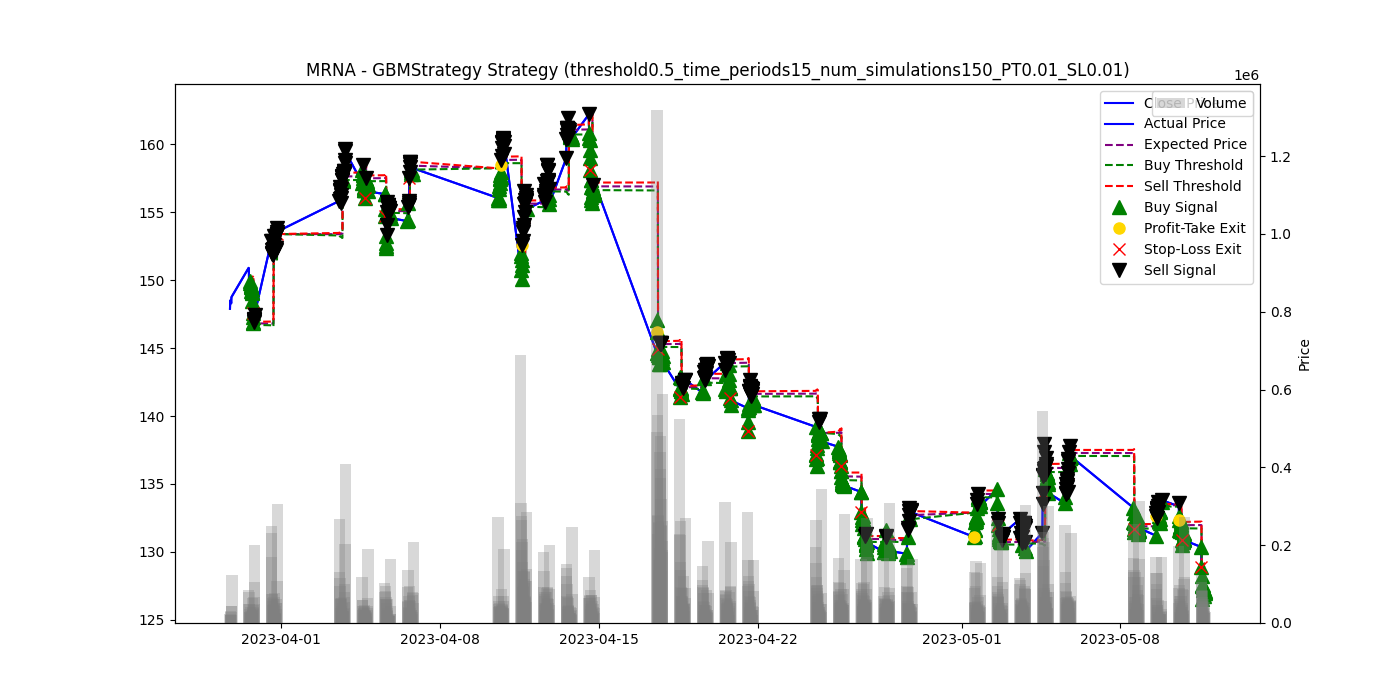 MRNA - GBMStrategy Strategy (threshold0.5_time_periods15_num_simulations150_PT0.01_SL0.01)
1e6
Close Price
Volume
Actual Price
Expected Price
Buy Threshold
Sell Threshold
Buy Signal
Profit-Take Exit
Stop-Loss Exit
Sell Signal
160
155
150
145
140
135
130
125
1.2
1.0
0.8
0.6
0.4
0.2
0.0
Price
2023-04-01
2023-04-08
2023-04-15
2023-04-22
2023-05-01
2023-05-08